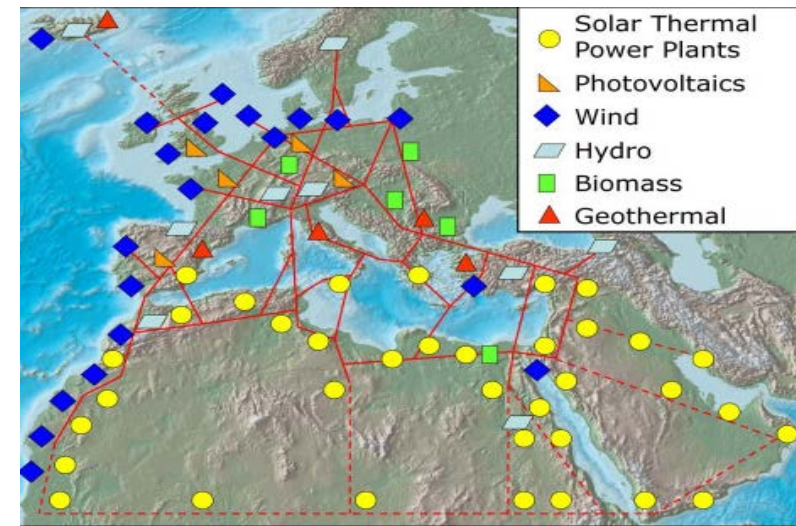 Solar Thermal
Power Plants
Photovoltaics
Wind
Hydro
Biomass
Geothermal